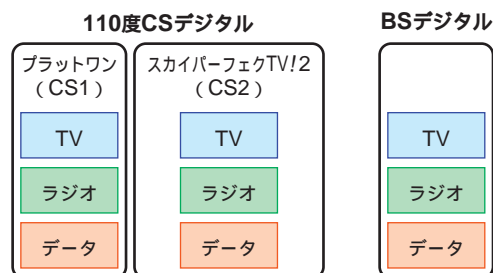 110度CSデジタル
プラットワン
（CS1）
TV
ラジオ
データ
スカイパーフェクTV!2
（CS2）
TV
ラジオ
データ
BSデジタル
TV
ラジオ
データ